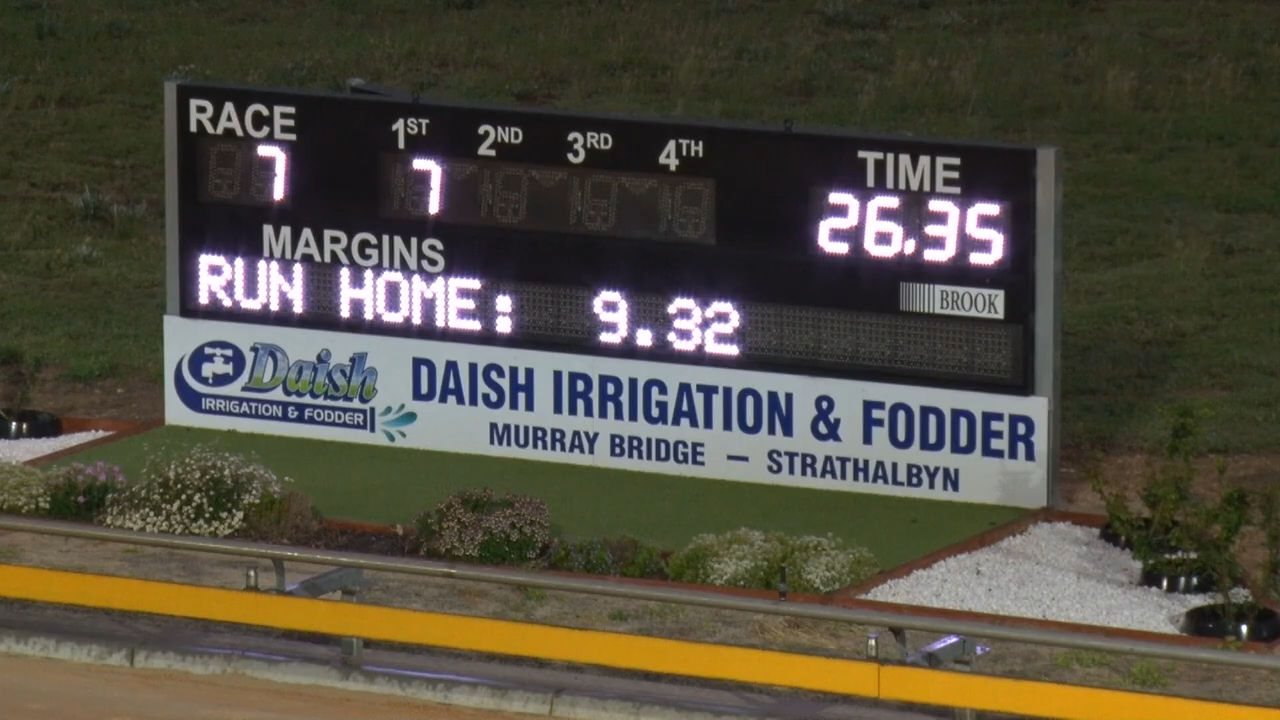 RACE 1ST 2ND 3RD 4TH TIME
7 7 26.35
MARGINS
RUN HOME: 9.32
BROOK
Daish
IRRIGATION & FODDER
DAISH IRRIGATION & FODDER
MURRAY BRIDGE – STRATHALBYN